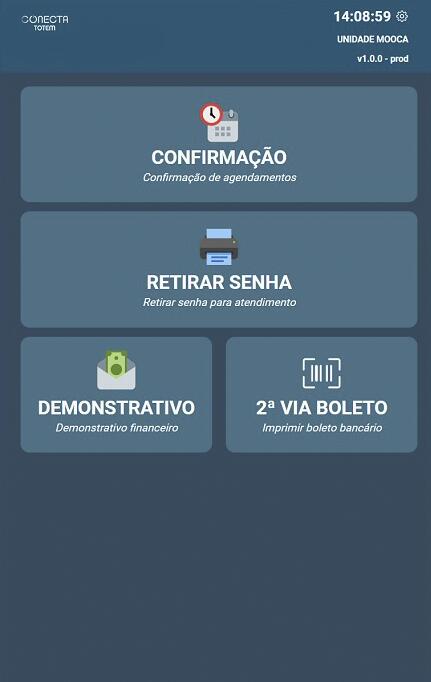 CONECTA
TOTEM
14:08:59
UNIDADE MOOCA
v1.0.0 - prod
CONFIRMAÇÃO
Confirmação de agendamentos
RETIRAR SENHA
Retirar senha para atendimento
DEMONSTRATIVO
Demonstrativo financeiro
2ª VIA BOLETO
Imprimir boleto bancário